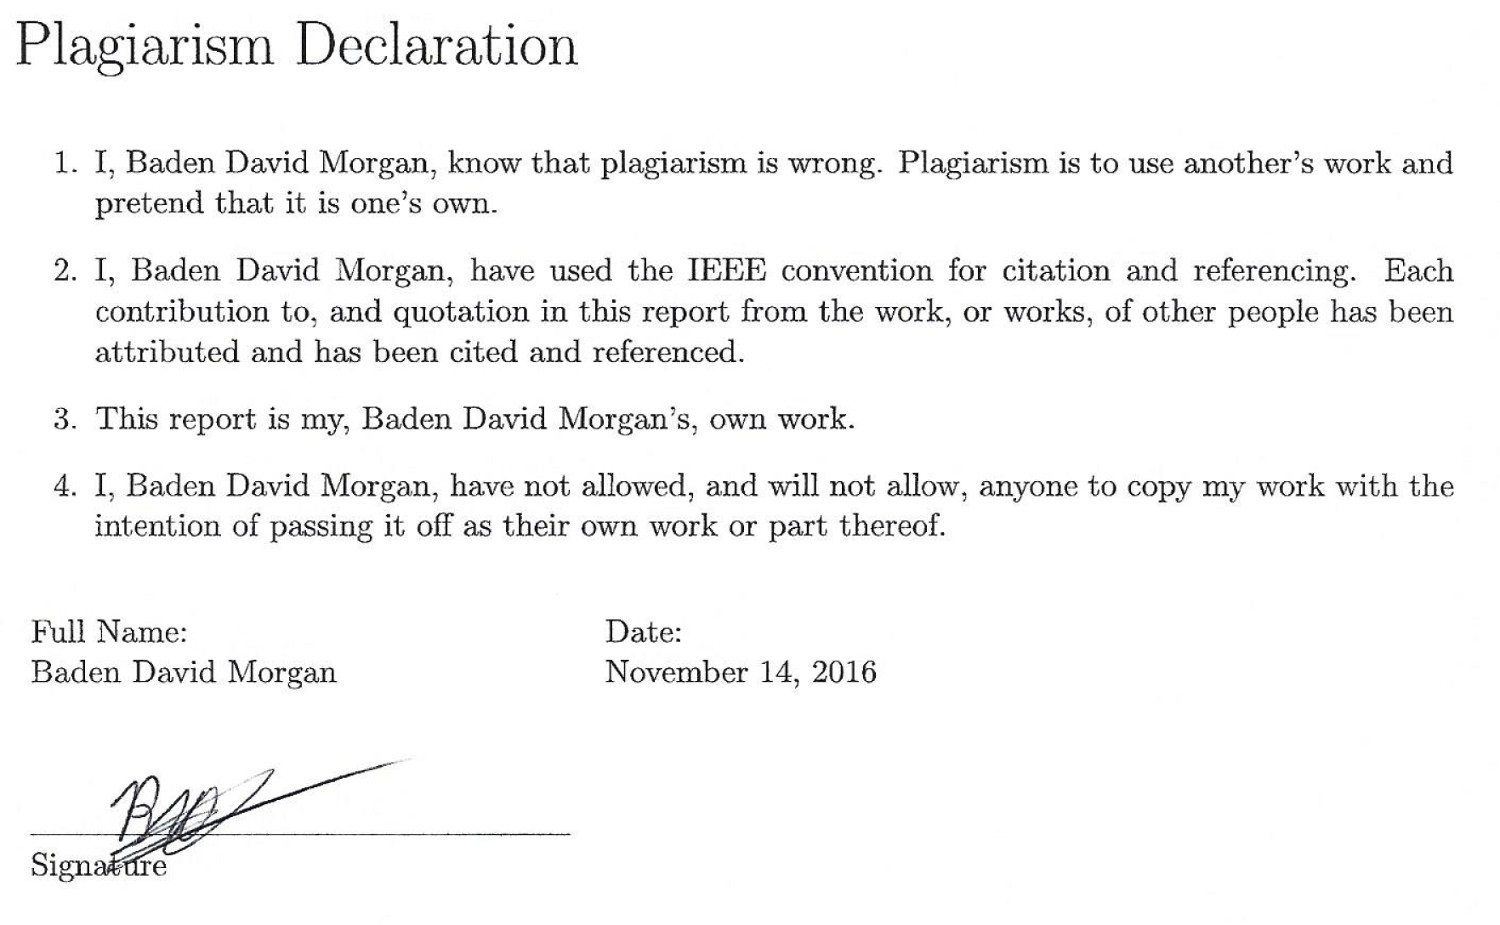 Plagiarism Declaration
1. I, Baden David Morgan, know that plagiarism is wrong. Plagiarism is to use another's work and
pretend that it is one's own.
2. I, Baden David Morgan, have used the IEEE convention for citation and referencing. Each
contribution to, and quotation in this report from the work, or works, of other people has been
attributed and has been cited and referenced.
3. This report is my, Baden David Morgan's, own work.
4. I, Baden David Morgan, have not allowed, and will not allow, anyone to copy my work with the
intention of passing it off as their own work or part thereof.
Full Name:
Baden David Morgan
Date:
November 14, 2016
Signature